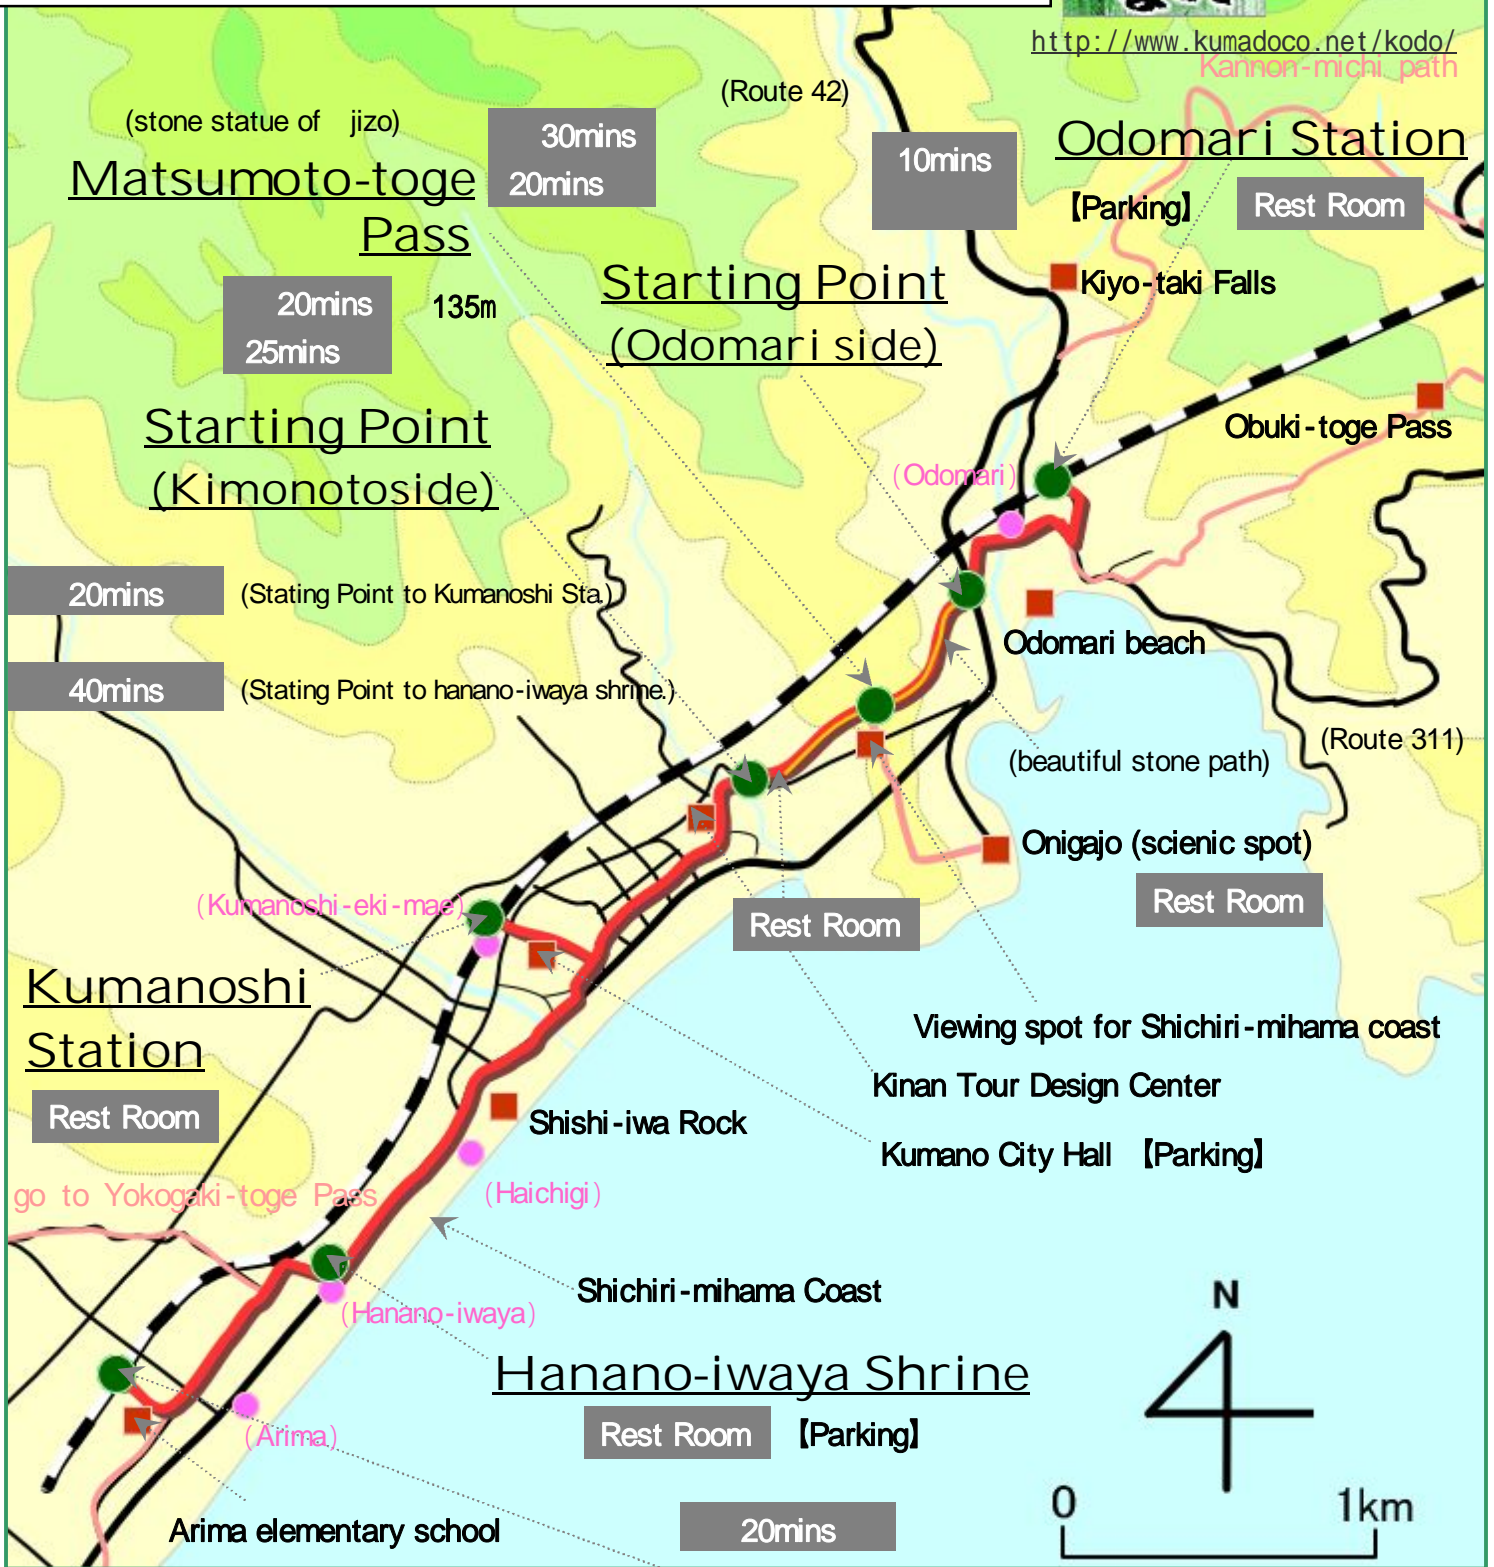 http://www.kumadoco.net/kodo/
Kannon-michi path
(Route 42)
(stone statue of jizo)
30mins
20mins
10mins
Odomari Station
Matsumoto-toge
Pass
【Parking】
Rest Room
Starting Point
(Odomari side)
Kiyo-taki Falls
20mins
25mins
135m
Starting Point
(Kimonotoside)
Obuki-toge Pass
(Odomari)
20mins
(Stating Point to Kumanoshi Sta.)
Odomari beach
40mins
(Stating Point to hanano-iwaya shrine.)
(Route 311)
(beautiful stone path)
Onigajo (scienic spot)
Rest Room
(Kumanoshi-eki-mae)
Rest Room
Kumanoshi
Station
Rest Room
Viewing spot for Shichiri-mihama coast
Kinan Tour Design Center
Shishi-iwa Rock
Kumano City Hall 【Parking】
go to Yokogaki-toge Pass
(Haichigi)
Shichiri-mihama Coast
(Hanano-iwaya)
N
Hanano-iwaya Shrine
Rest Room
【Parking】
(Arima)
Arima elementary school
20mins
0
1km